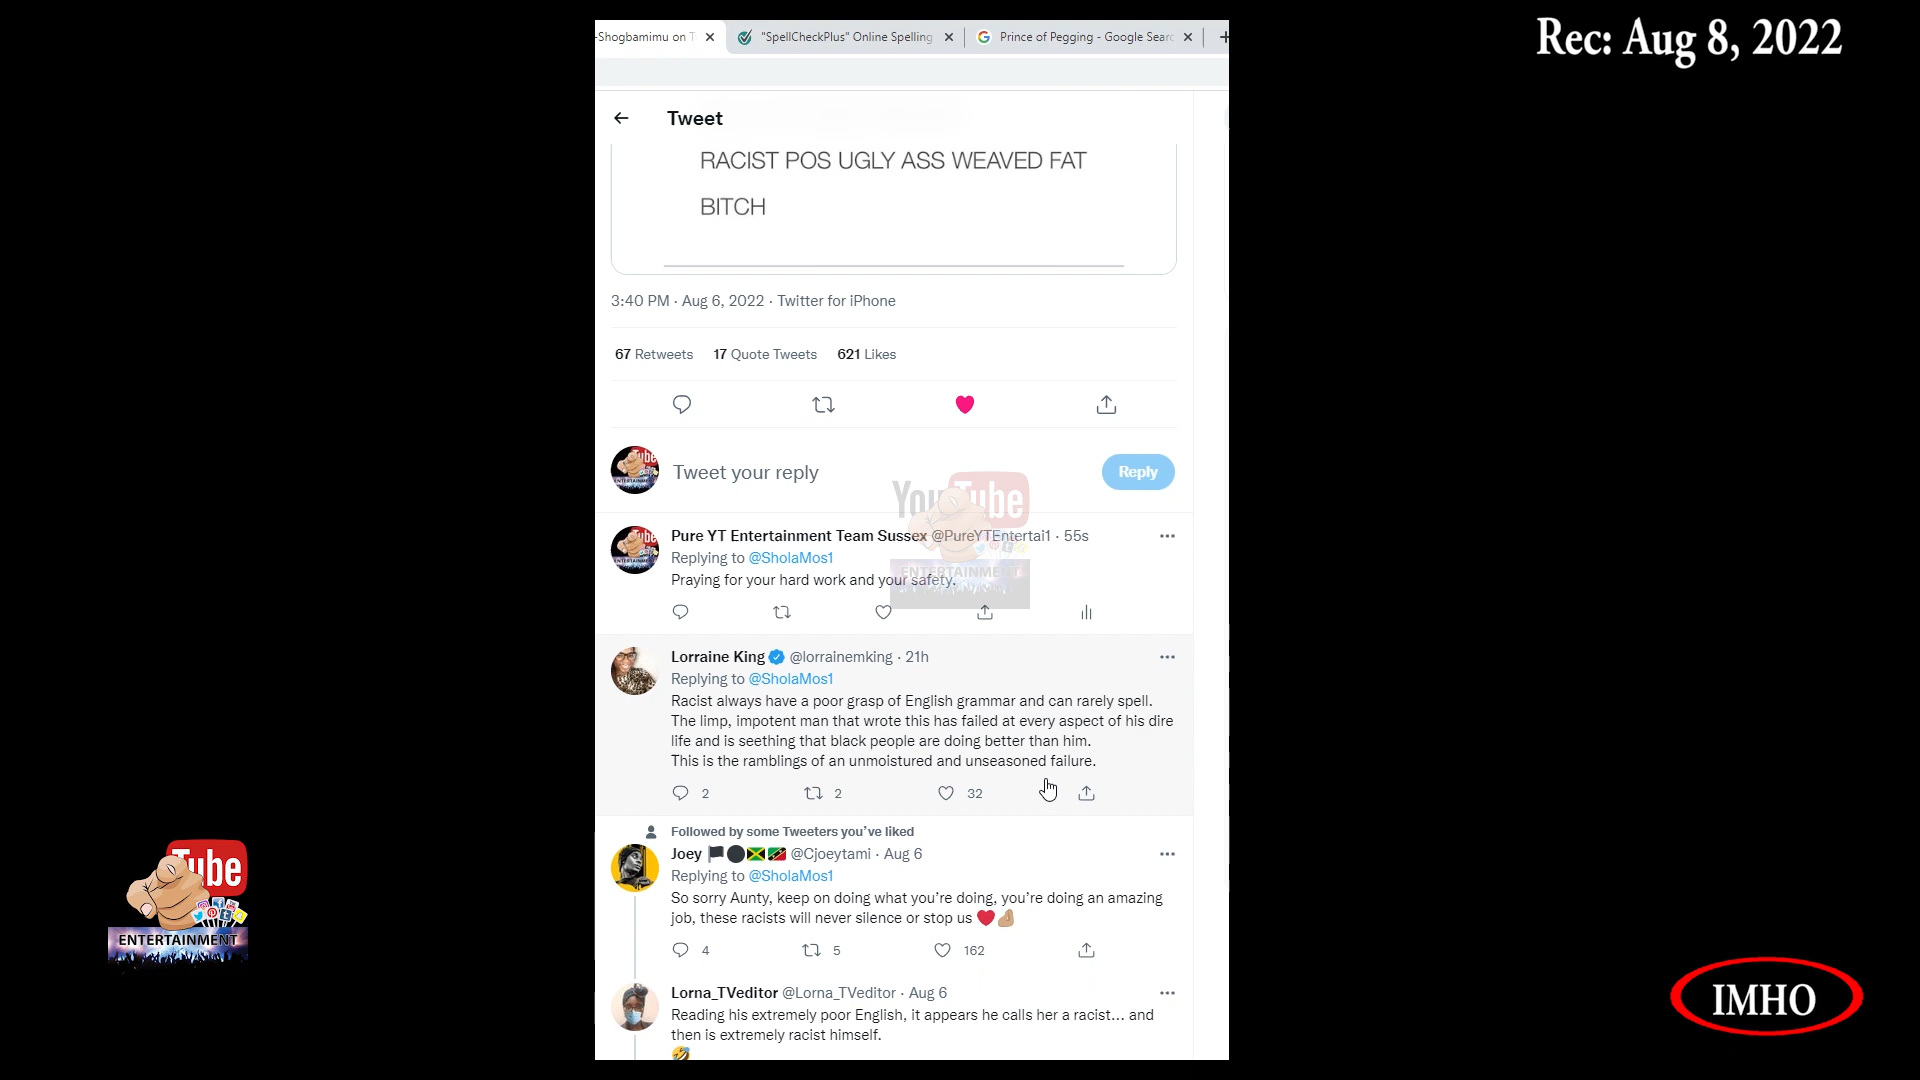 Rec: Aug 8, 2022
-Shogbamimu on T
"SpellCheckPlus" Online Spelling
Prince of Pegging - Google Searc
Tweet
RACIST POS UGLY ASS WEAVED FAT
BITCH
3:40 PM · Aug 6, 2022 · Twitter for iPhone
67 Retweets 17 Quote Tweets 621 Likes
Tweet your reply
Reply
YouTube
ENTERTAINMENT
Pure YT Entertainment Team Sussex @PureYTEntertai1 · 55s
Replying to @SholaMos1
Praying for your hard work and your safety.
Lorraine King @lorrainemking · 21h
Replying to @SholaMos1
Racist always have a poor grasp of English grammar and can rarely spell.
The limp, impotent man that wrote this has failed at every aspect of his dire
life and is seething that black people are doing better than him.
This is the ramblings of an unmoistured and unseasoned failure.
2 2 32
Followed by some Tweeters you've liked
Joey @Cjoeytami · Aug 6
Replying to @SholaMos1
So sorry Aunty, keep on doing what you're doing, you're doing an amazing
job, these racists will never silence or stop us ❤️
4 5 162
Lorna_TVeditor @Lorna_TVeditor · Aug 6
Reading his extremely poor English, it appears he calls her a racist... and
then is extremely racist himself.
🤣
Tube
ENTERTAINMENT
IMHO